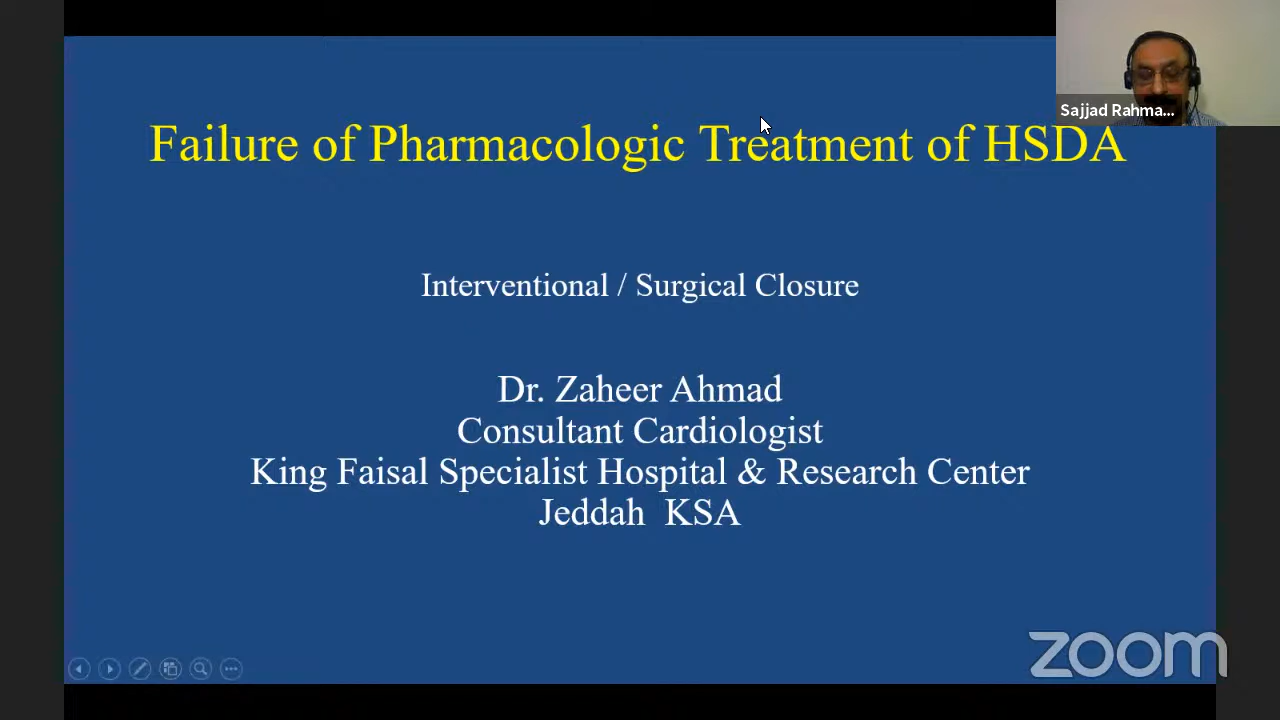 Sajjad Rahma...
Failure of Pharmacologic Treatment of HSDA
Interventional / Surgical Closure
Dr. Zaheer Ahmad
Consultant Cardiologist
King Faisal Specialist Hospital & Research Center
Jeddah KSA
zoom